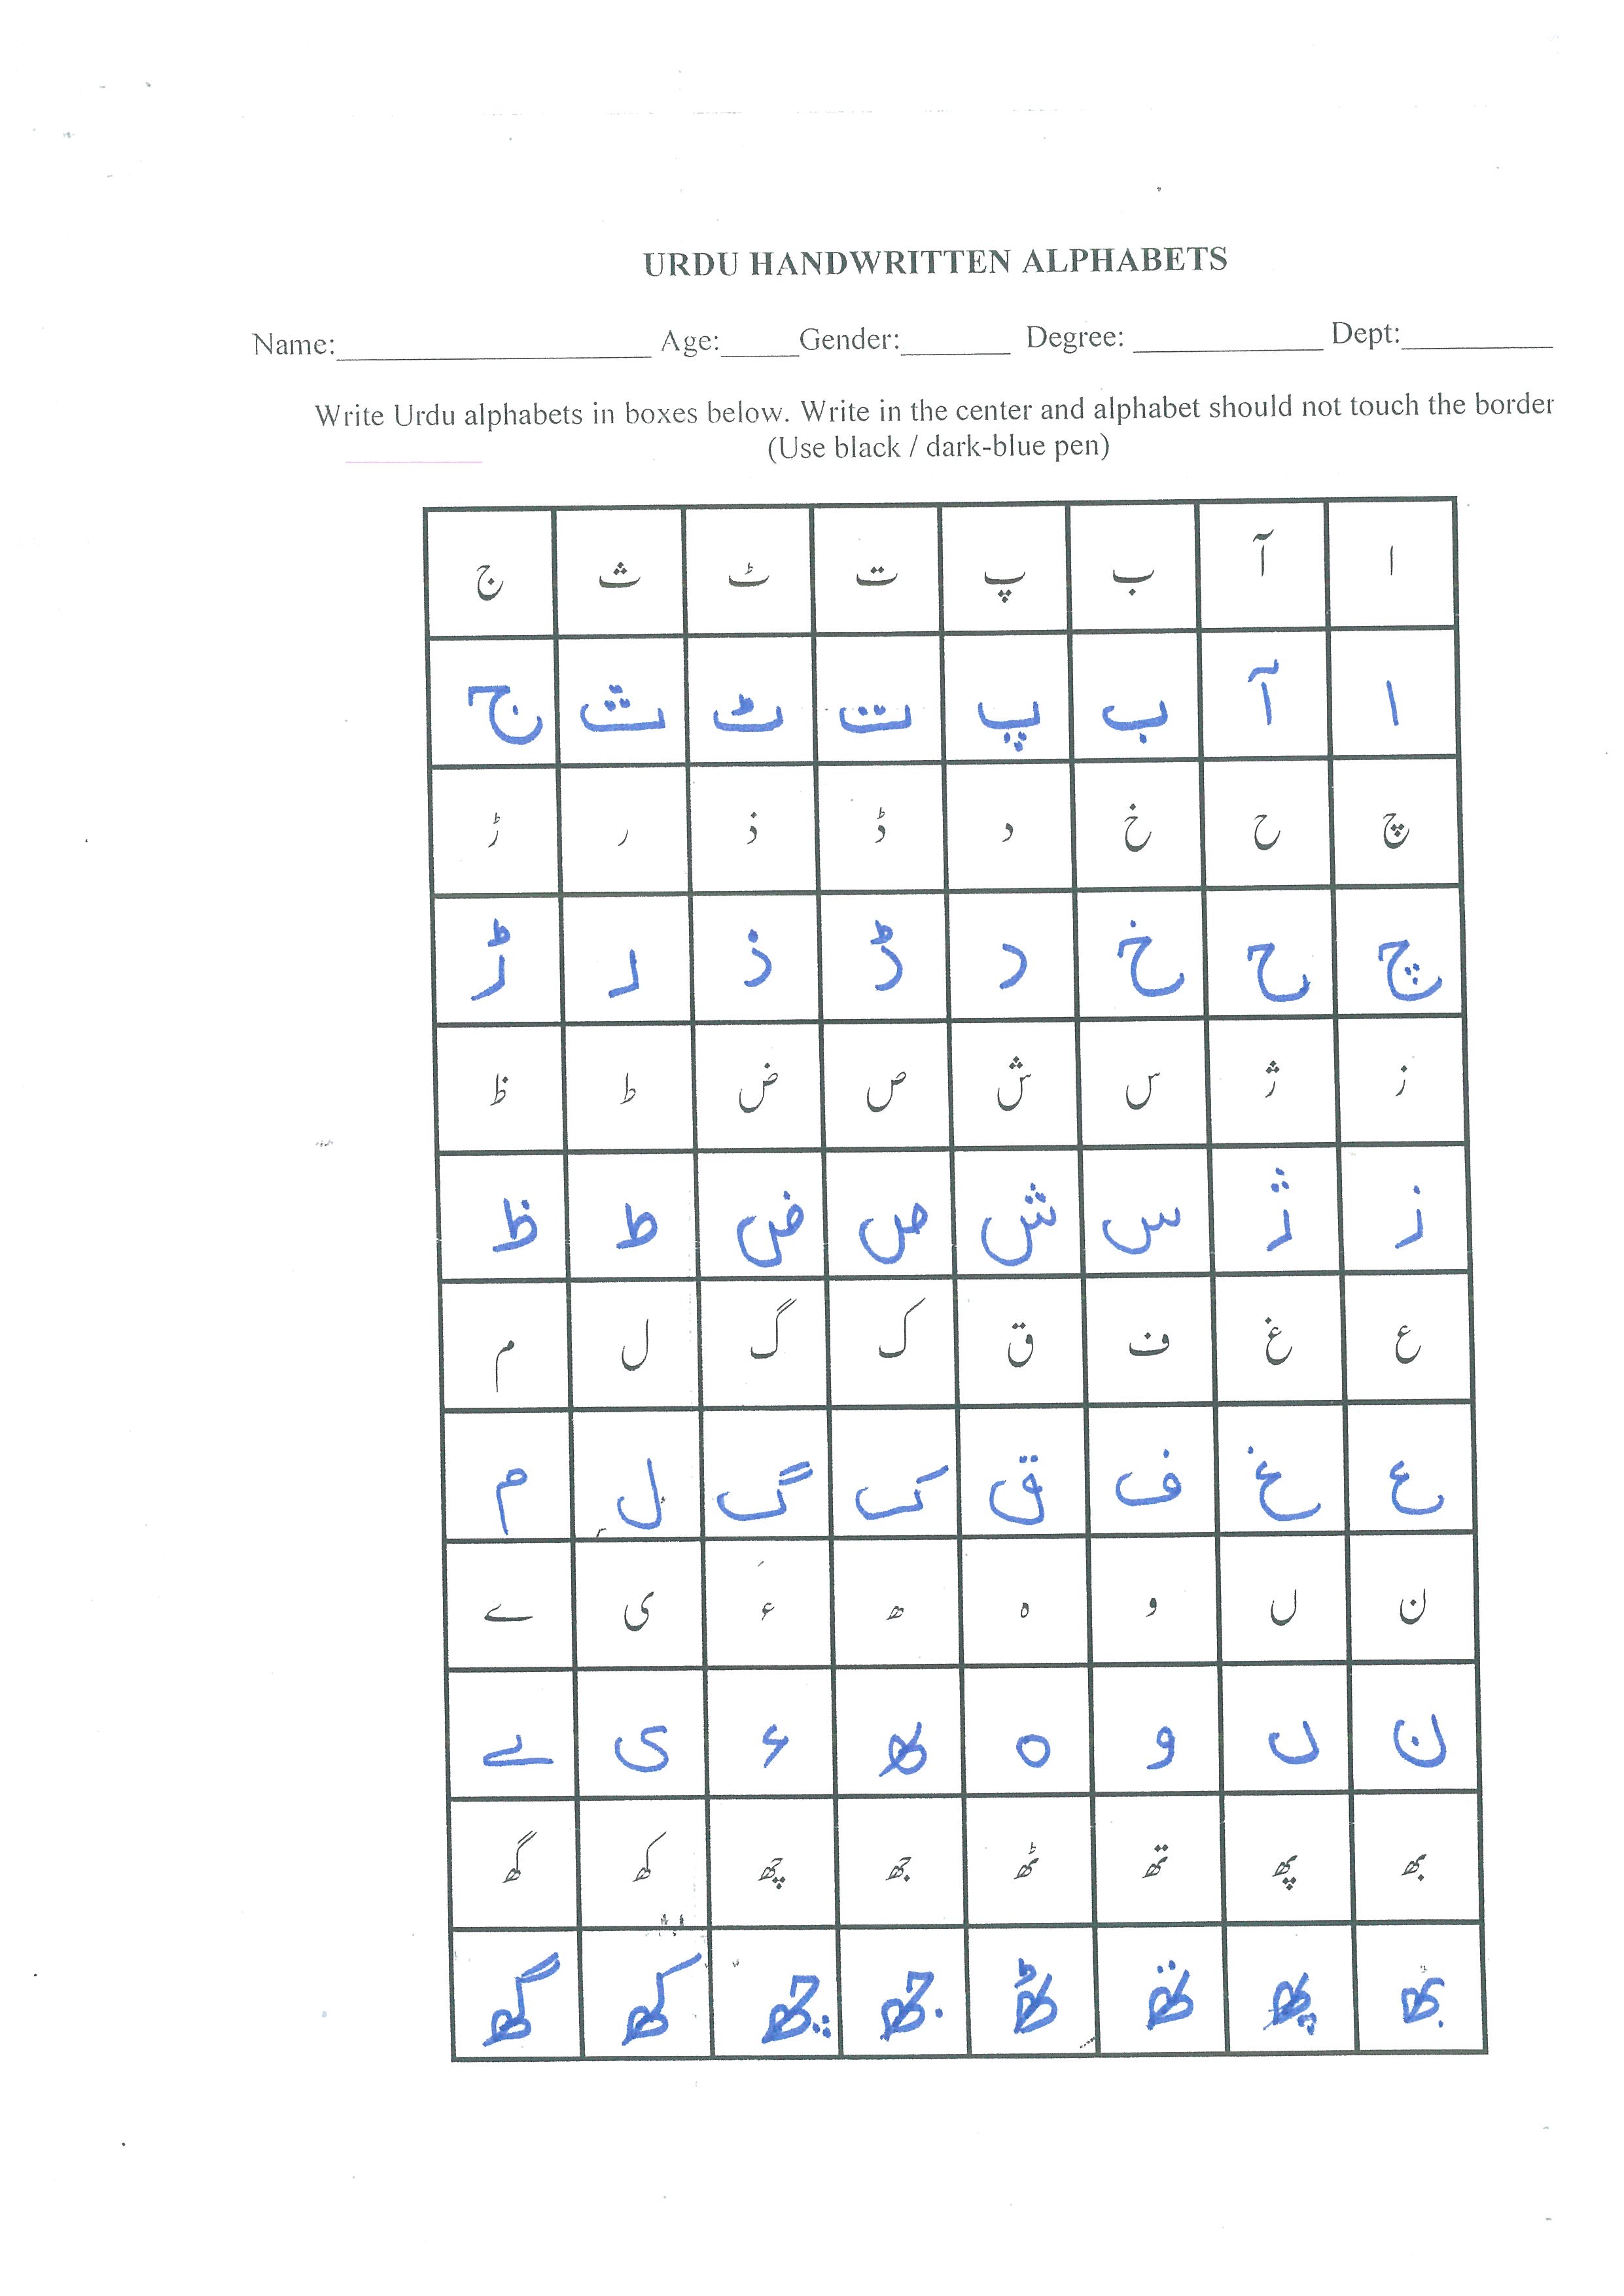 URDU HANDWRITTEN ALPHABETS
Name:____________________ Age:_____Gender:_______ Degree: ____________ Dept:__________
Write Urdu alphabets in boxes below. Write in the center and alphabet should not touch the border
(Use black / dark-blue pen)
ا آ ب پ ت ٹ ث ج
ا آ ب پ ت ٹ ث ج
چ ح خ د ڈ ذ ر ڑ
چ ح خ د ڈ ذ ر ڑ
ز ژ س ش ص ض ط ظ
ز ژ س ش ص ض ط ظ
ع غ ف ق ک گ ل م
ع غ ف ق ک گ ل م
ن ں و ہ ھ ء ی ے
ن ں و ہ ھ ء ی ے
بھ پھ تھ ٹھ جھ چھ کھ گھ
بھ پھ تھ ٹھ جھ چھ کھ گھ